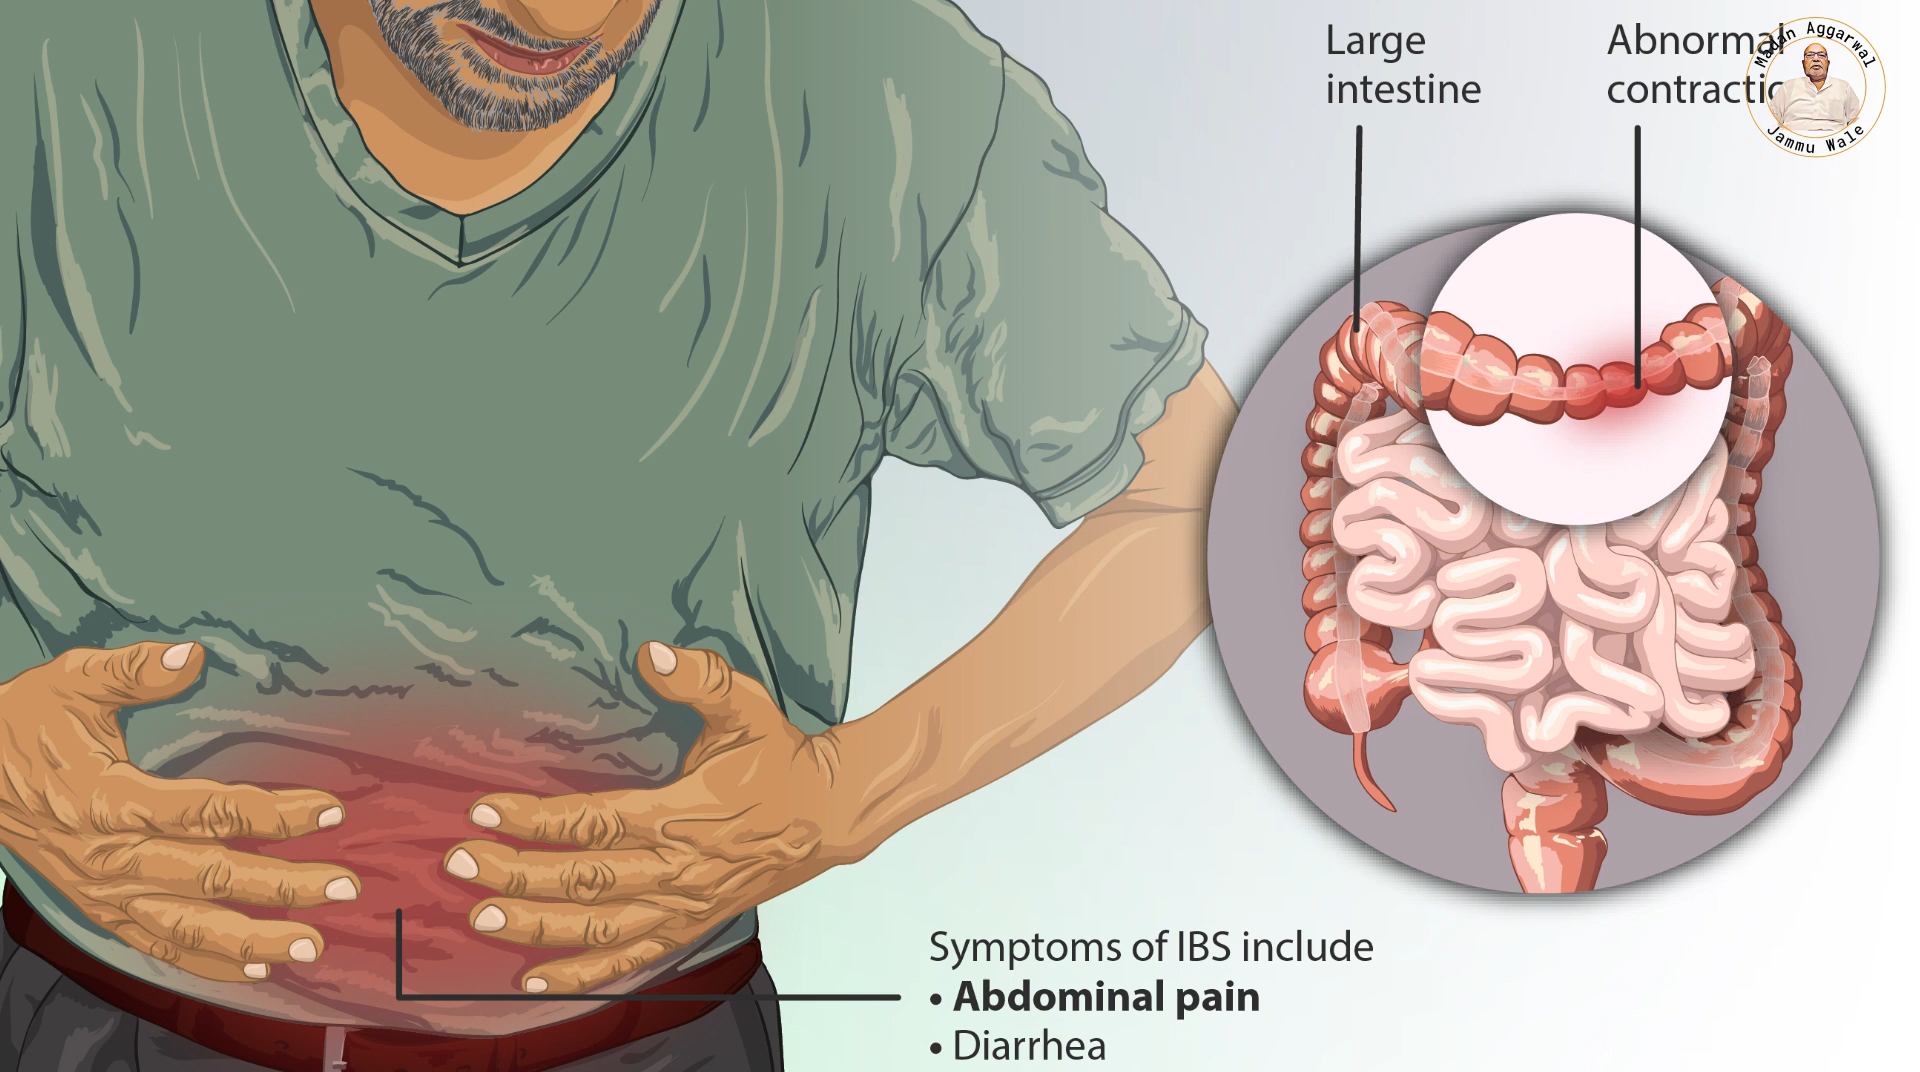 Large
intestine
Abnormal
contractio
Madan Aggarwal
Jammu Wale
Symptoms of IBS include
• Abdominal pain
• Diarrhea